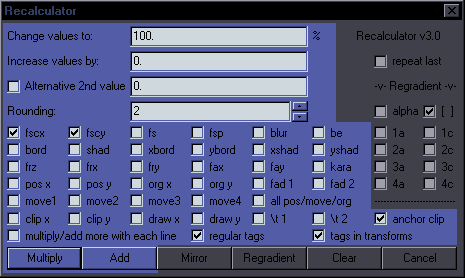 Recalculator
Change values to: 100. % Recalculator v3.0
Increase values by: 0. repeat last
Alternative 2nd value 0. -v- Regradient -v-
Rounding: 2 alpha [ ]
fscx fscy fs fsp blur be 1a 1c
bord shad xbord ybord xshad yshad 2a 2c
frz frx fry fax fay kara 3a 3c
pos x pos y org x org y fad 1 fad 2 4a 4c
move1 move2 move3 move4 all pos/move/org --------------------
clip x clip y draw x draw y \t 1 \t 2 anchor clip
multiply/add more with each line regular tags tags in transforms
Multiply Add Mirror Regradient Clear Cancel